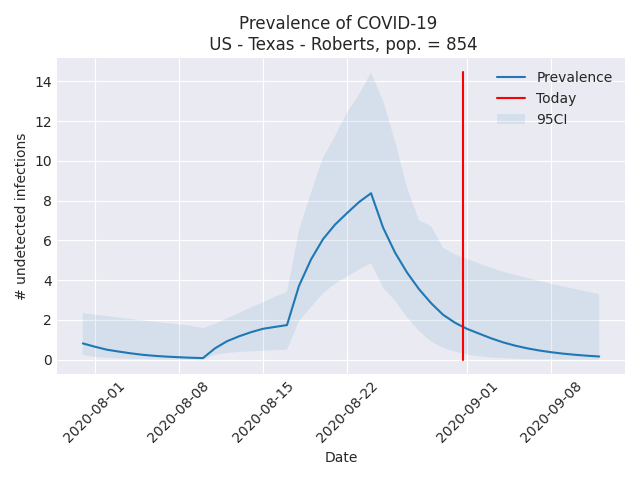 Prevalence of COVID-19
US - Texas - Roberts, pop. = 854
# undetected infections
14
12
10
8
6
4
2
0
Prevalence
Today
95CI
2020-08-01
2020-08-08
2020-08-15
2020-08-22
2020-09-01
2020-09-08
Date